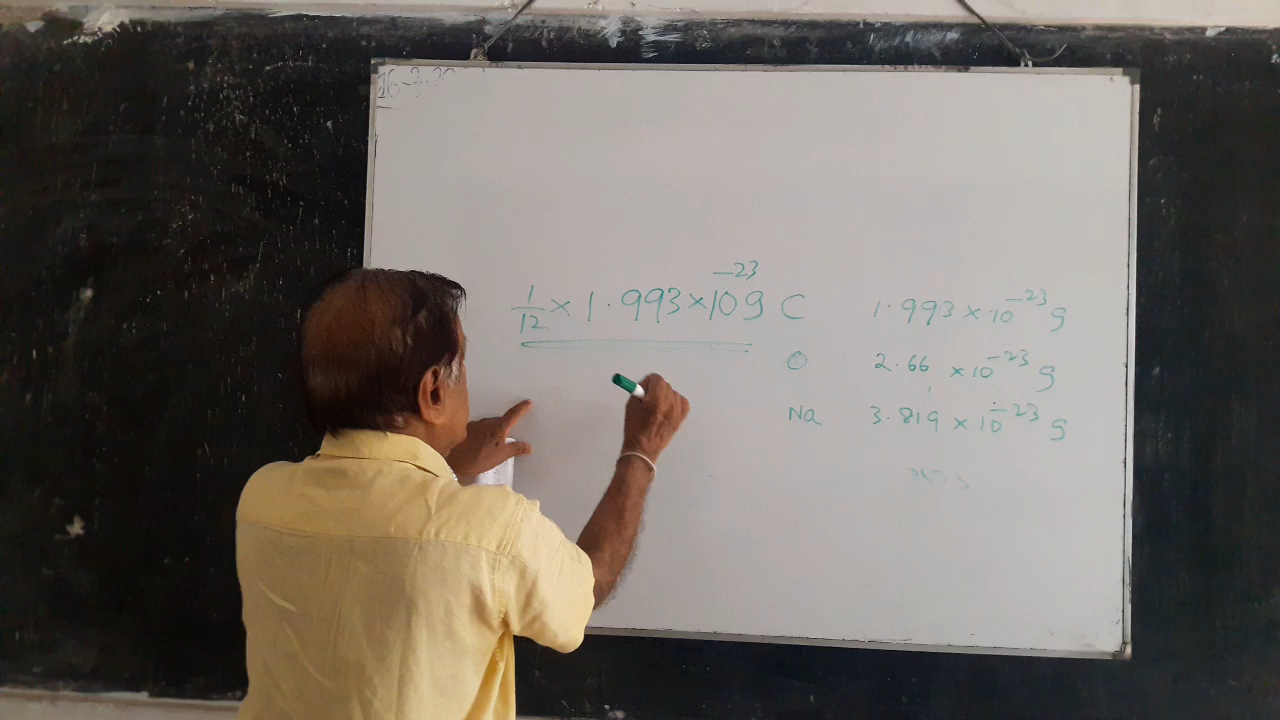 1/12 × 1.993 × 10⁻²³ g C 1.993 × 10⁻²³ g
O 2.66 × 10⁻²³ g
Na 3.819 × 10⁻²³ g